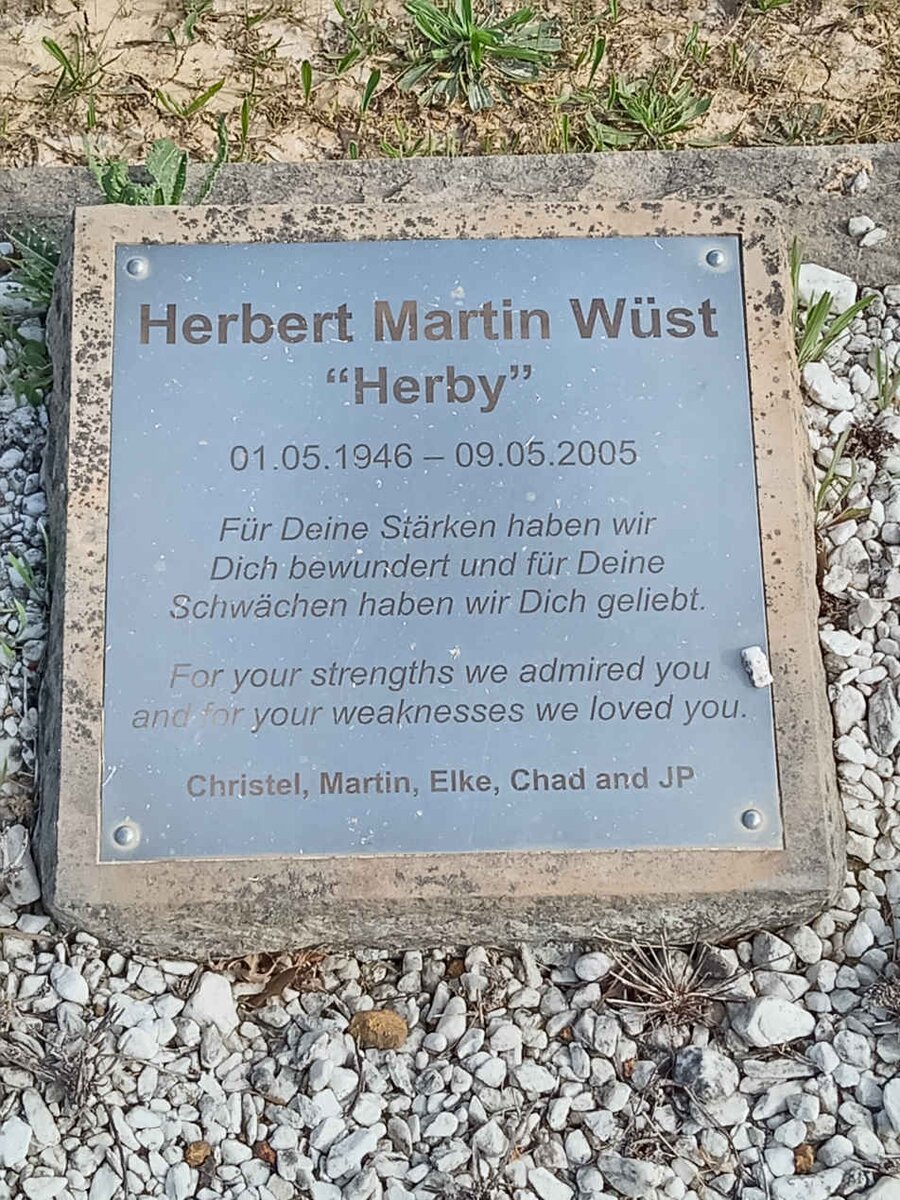 Herbert Martin Wüst
“Herby”
01.05.1946 – 09.05.2005
Für Deine Stärken haben wir
Dich bewundert und für Deine
Schwächen haben wir Dich geliebt.
For your strengths we admired you
and for your weaknesses we loved you.
Christel, Martin, Elke, Chad and JP